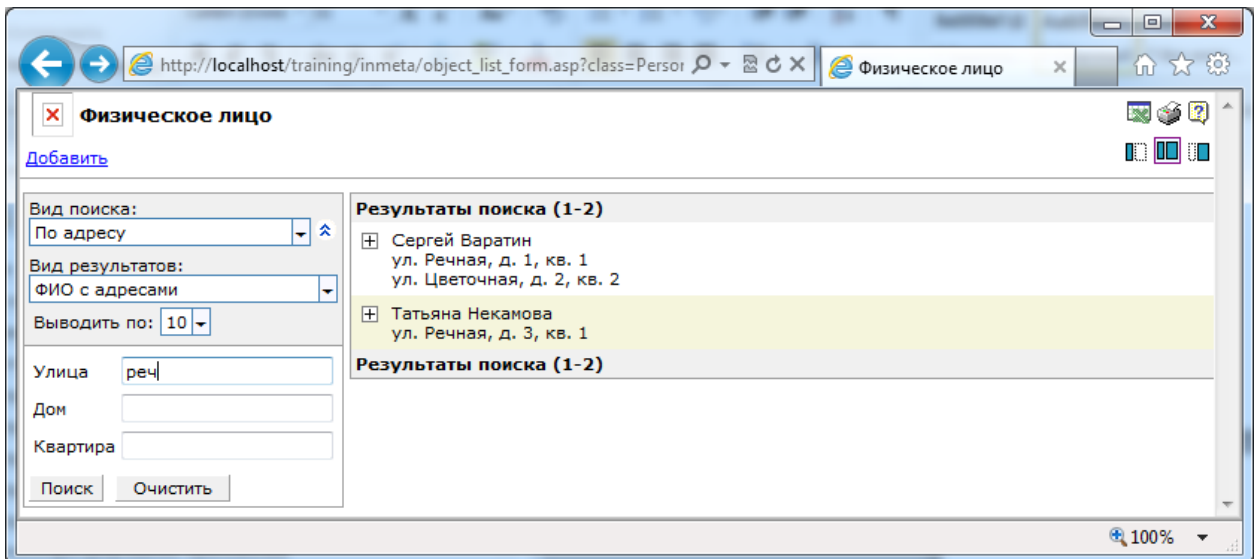 http://localhost/training/inmeta/object_list_form.asp?class=Person
Физическое лицо
Физическое лицо
Добавить
Вид поиска:
По адресу
Вид результатов:
ФИО с адресами
Выводить по: 10
Улица реч
Дом
Квартира
Поиск Очистить
Результаты поиска (1-2)
Сергей Варатин
ул. Речная, д. 1, кв. 1
ул. Цветочная, д. 2, кв. 2
Татьяна Некамова
ул. Речная, д. 3, кв. 1
Результаты поиска (1-2)
100%